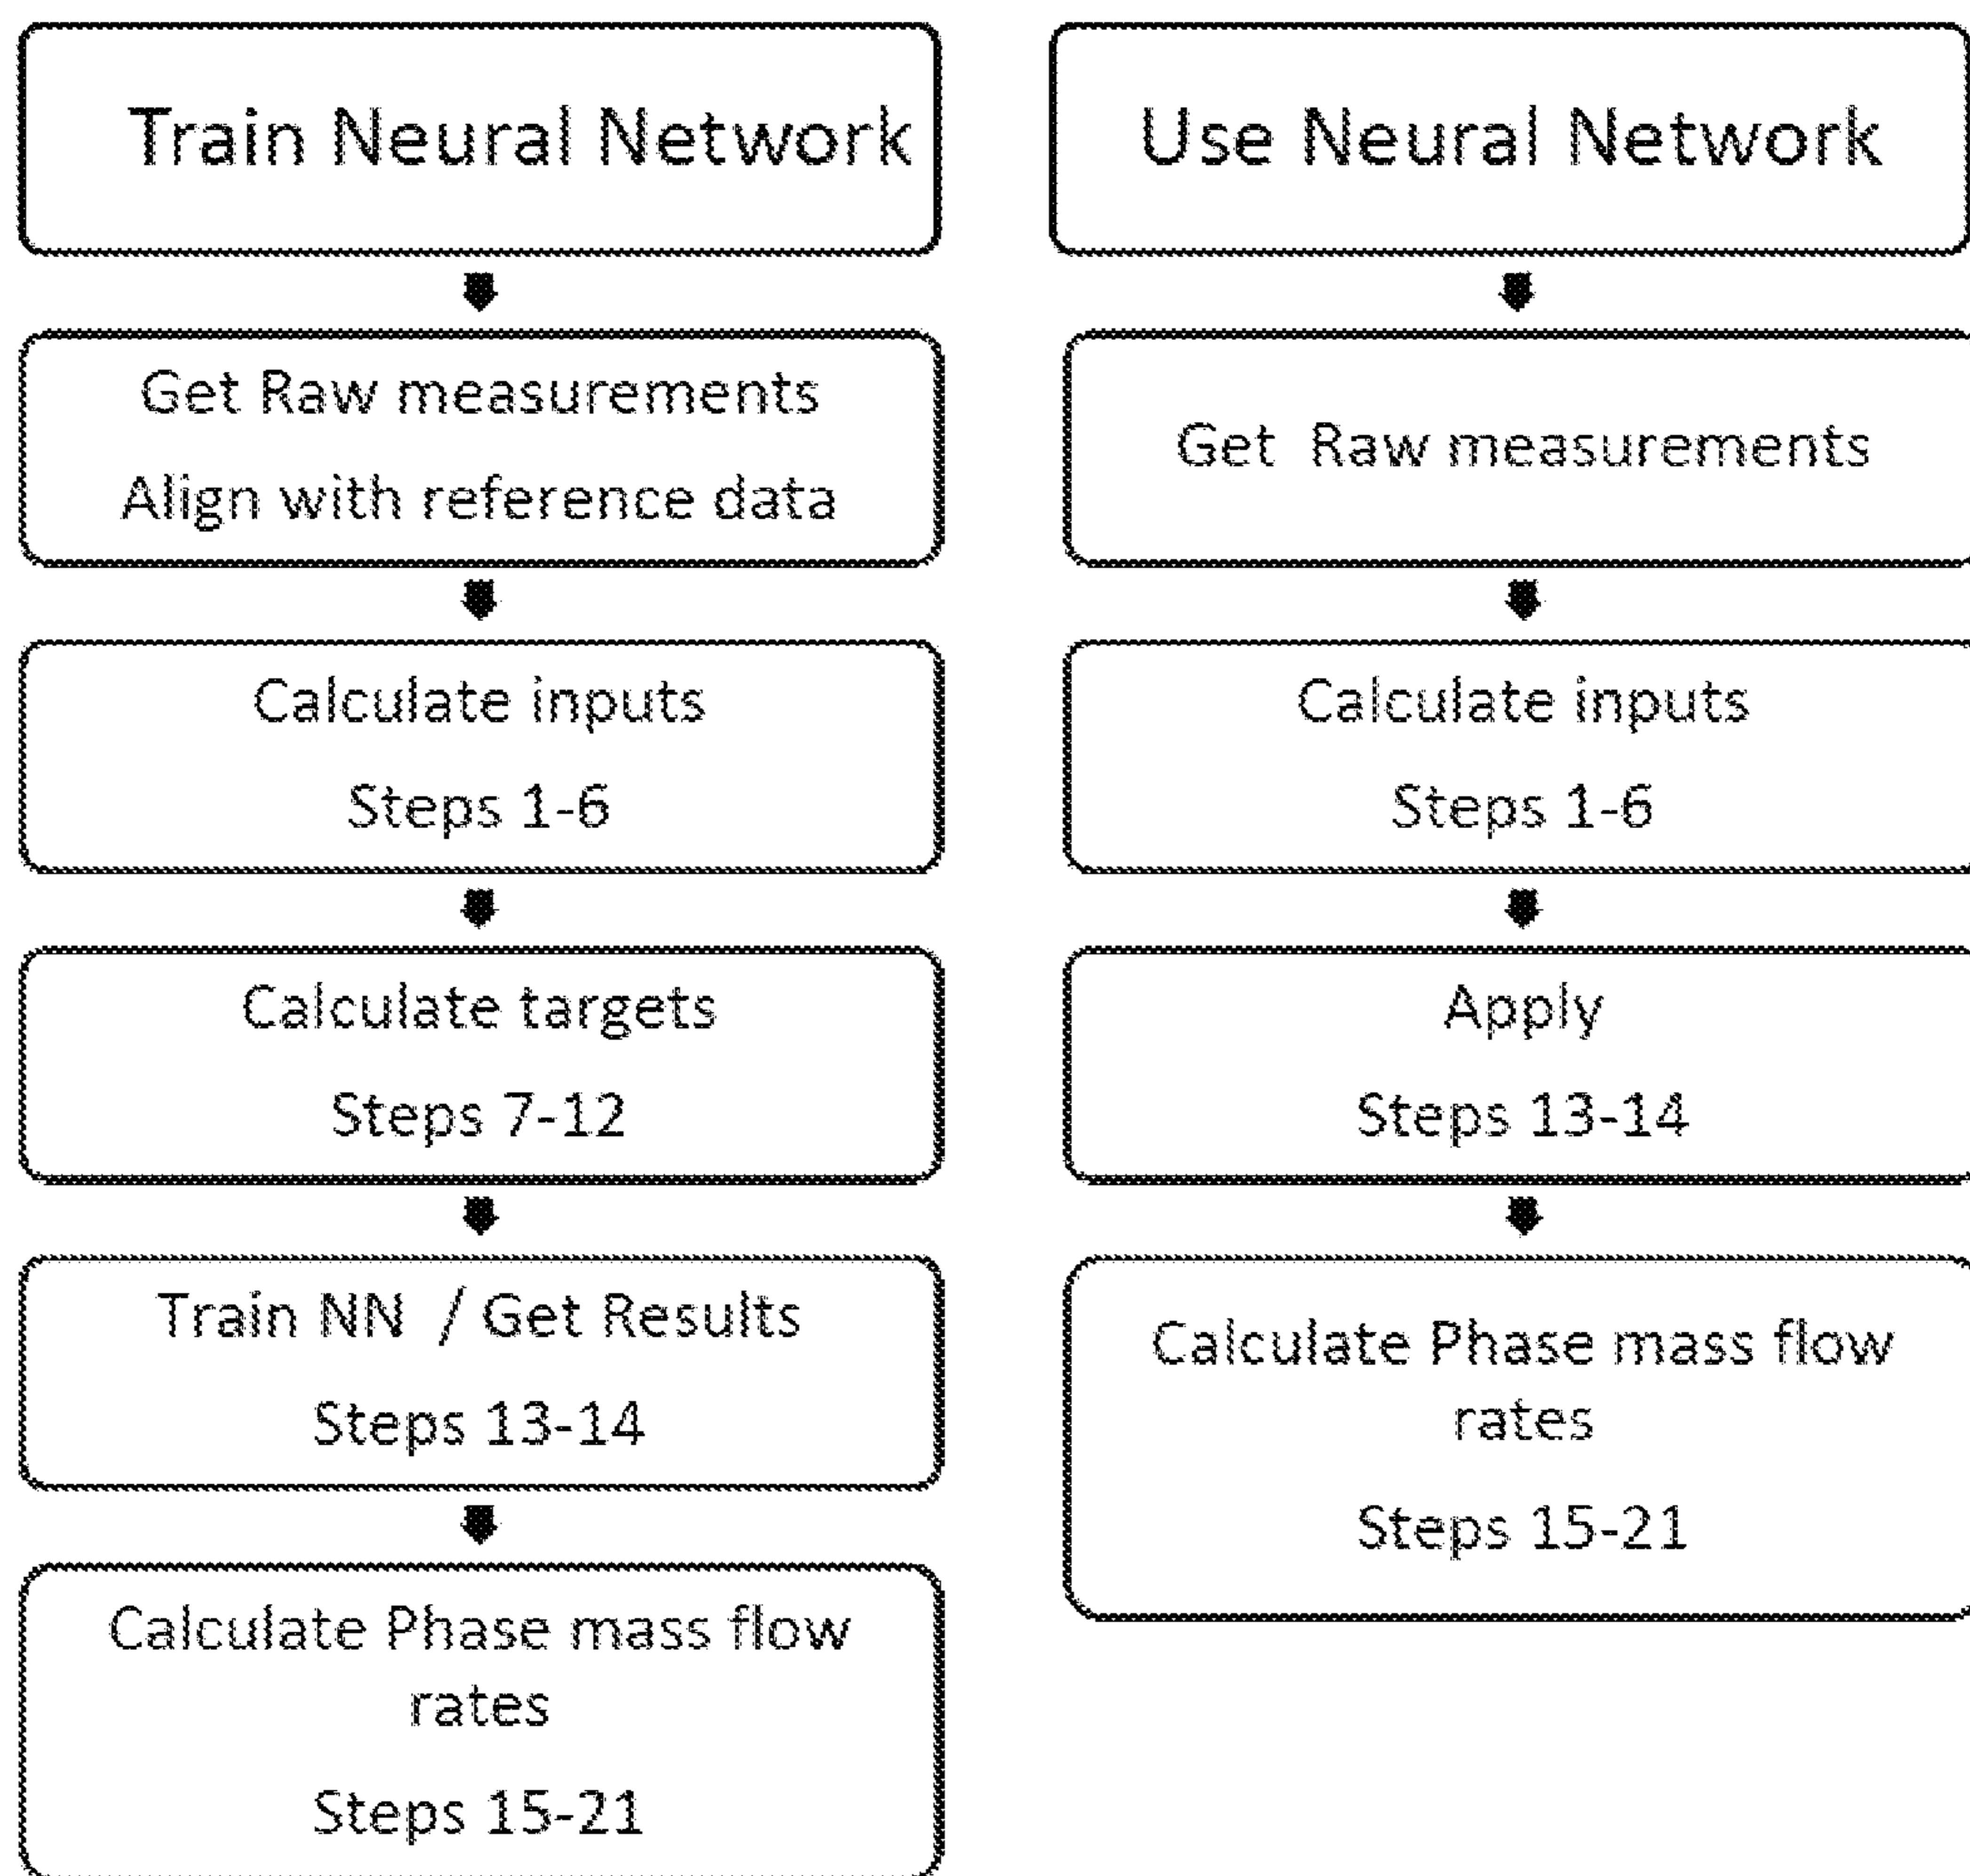 Train Neural Network
Get Raw measurements
Align with reference data
Calculate inputs
Steps 1-6
Calculate targets
Steps 7-12
Train NN / Get Results
Steps 13-14
Calculate Phase mass flow
rates
Steps 15-21
Use Neural Network
Get Raw measurements
Calculate inputs
Steps 1-6
Apply
Steps 13-14
Calculate Phase mass flow
rates
Steps 15-21